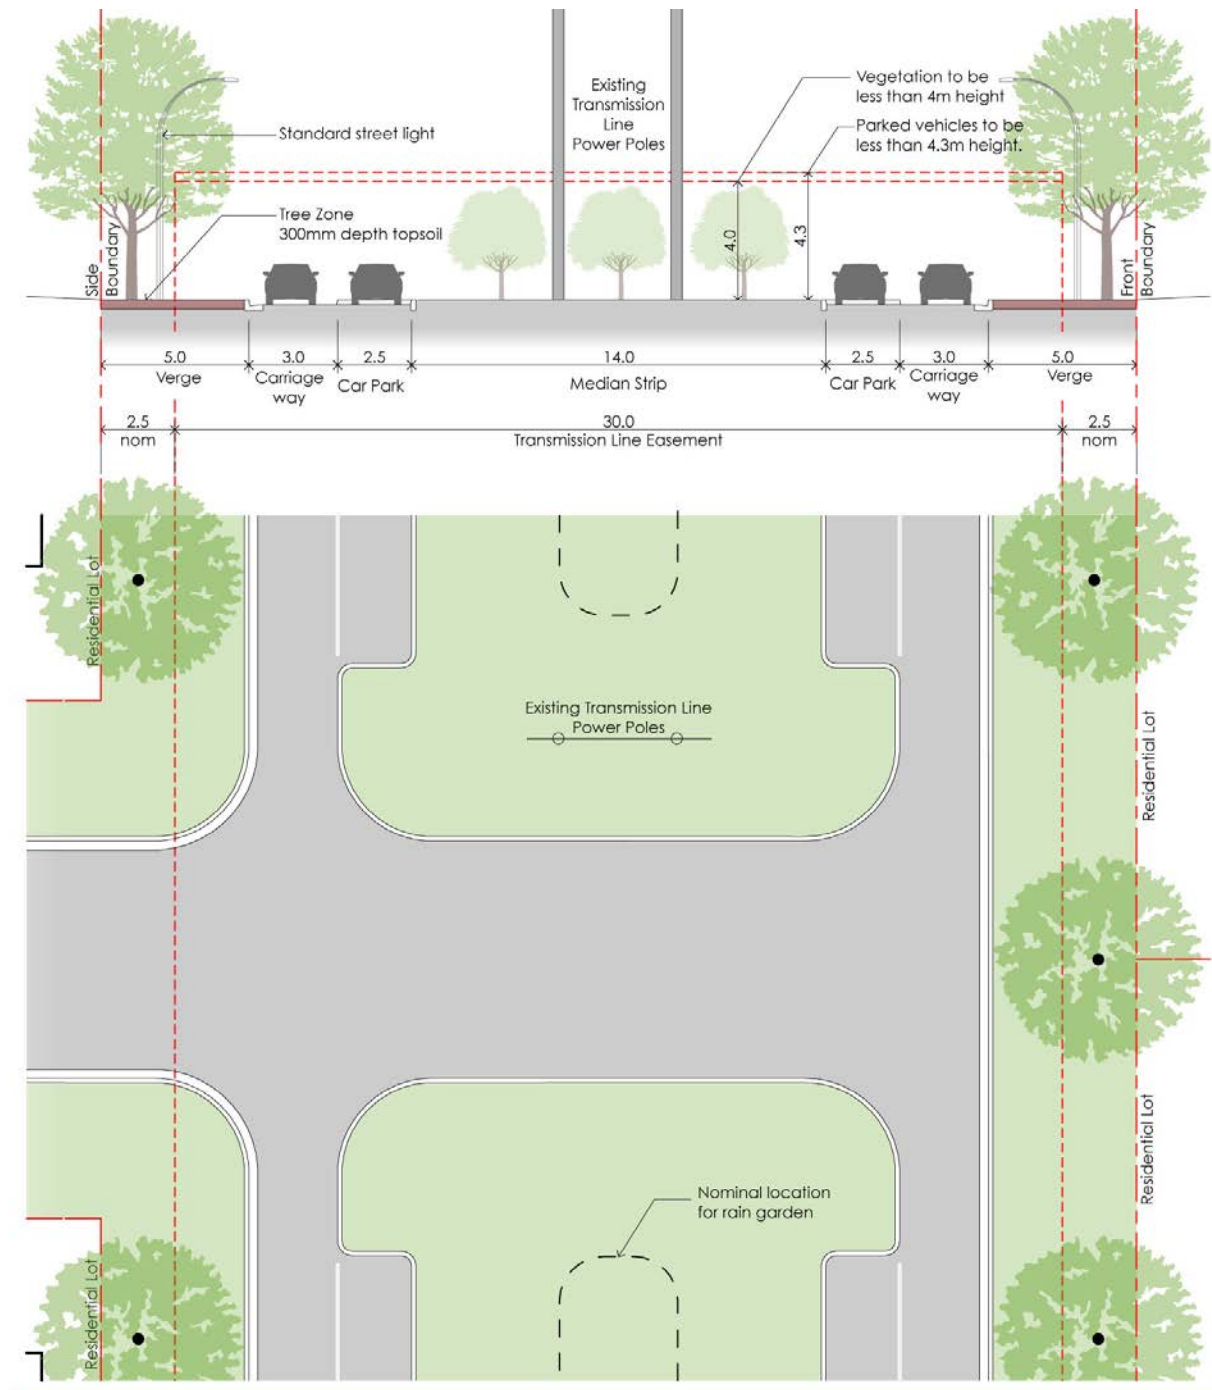 Existing
Transmission
Line
Power Poles
Vegetation to be
less than 4m height
Parked vehicles to be
less than 4.3m height.
Standard street light
Tree Zone
300mm depth topsoil
Side
Boundary
4.0
4.3
Front
Boundary
5.0
Verge
3.0
Carriage
way
2.5
Car Park
14.0
Median Strip
2.5
Car Park
3.0
Carriage
way
5.0
Verge
2.5
nom
30.0
Transmission Line Easement
2.5
nom
Residential Lot
Existing Transmission Line
Power Poles
Residential Lot
Residential Lot
Nominal location
for rain garden
Residential Lot